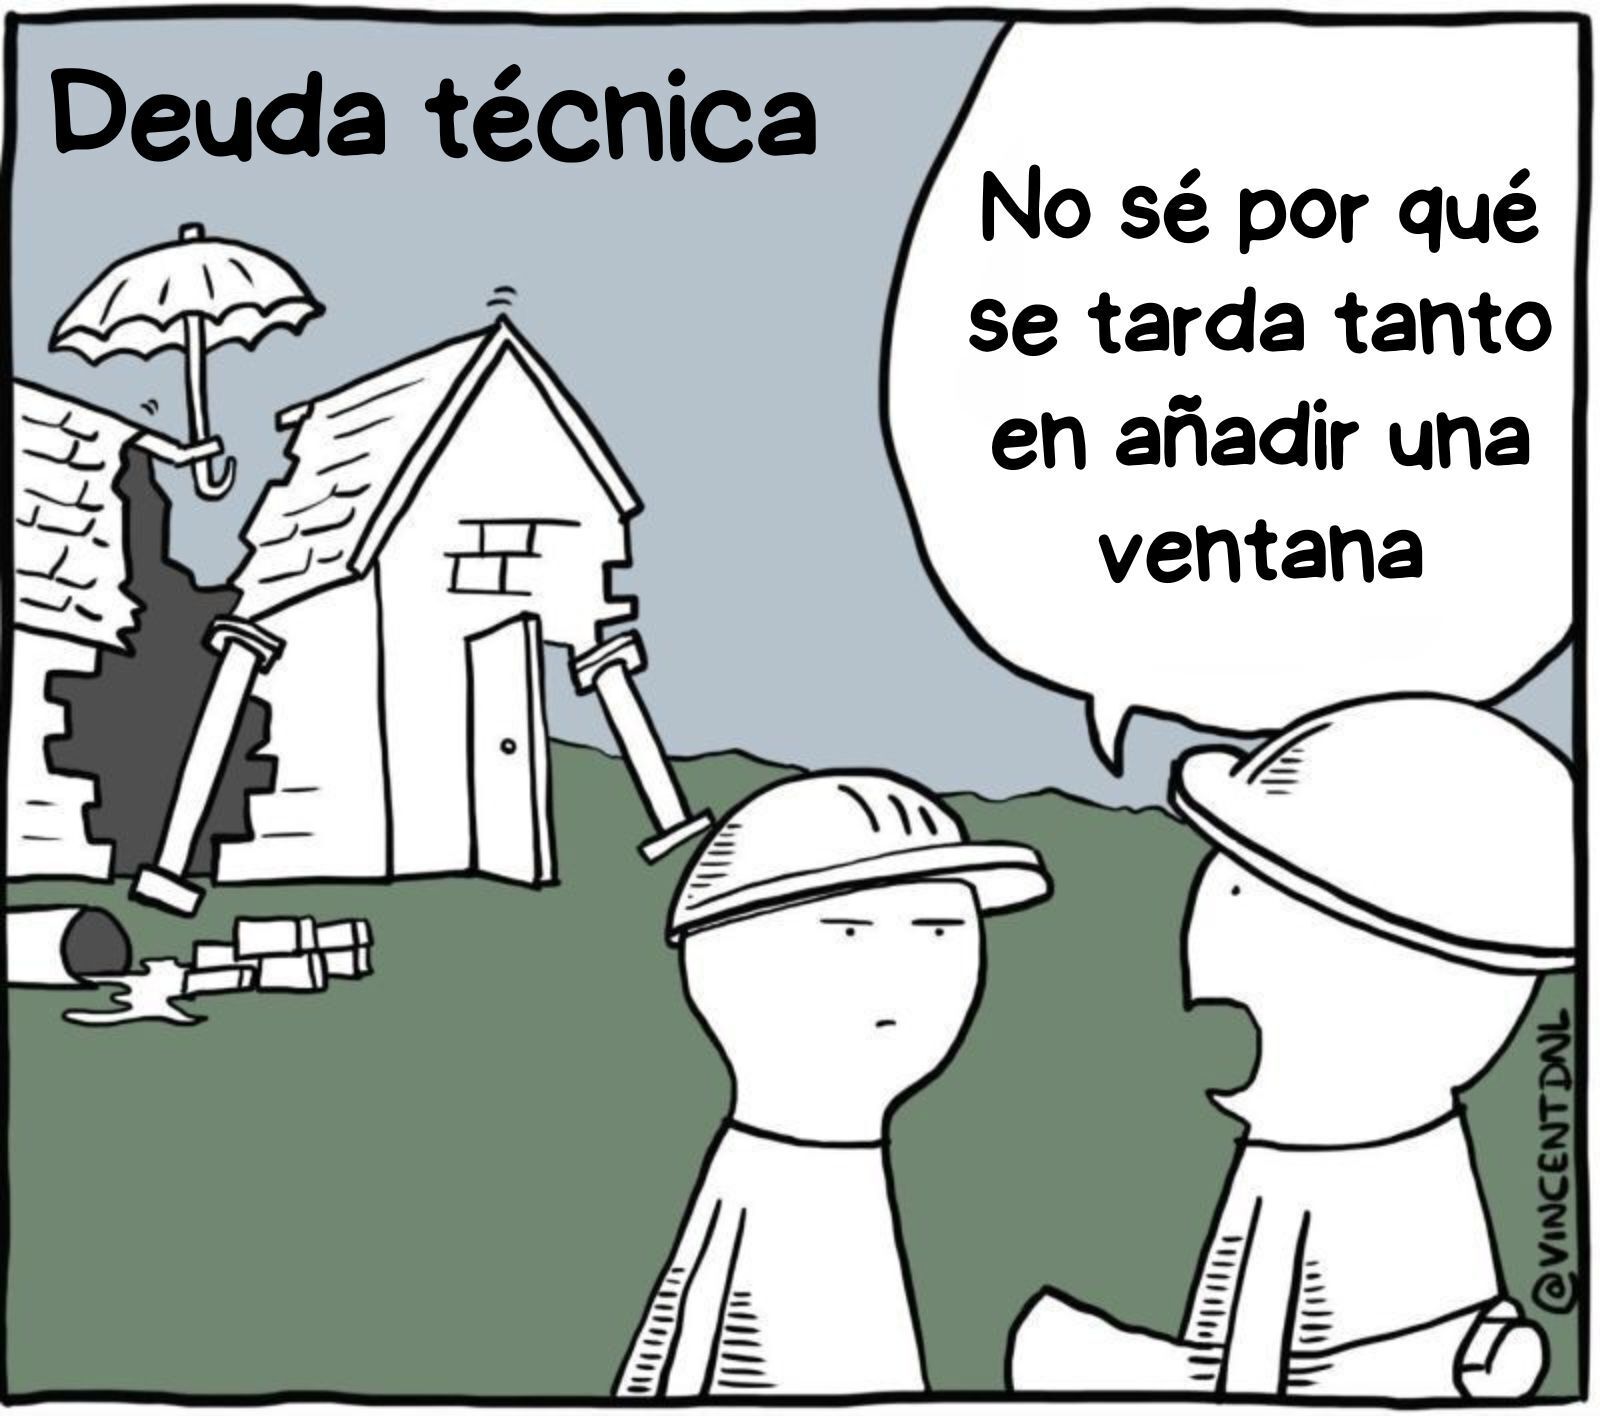 Deuda técnica
No sé por qué
se tarda tanto
en añadir una
ventana
@VINCENTDNL